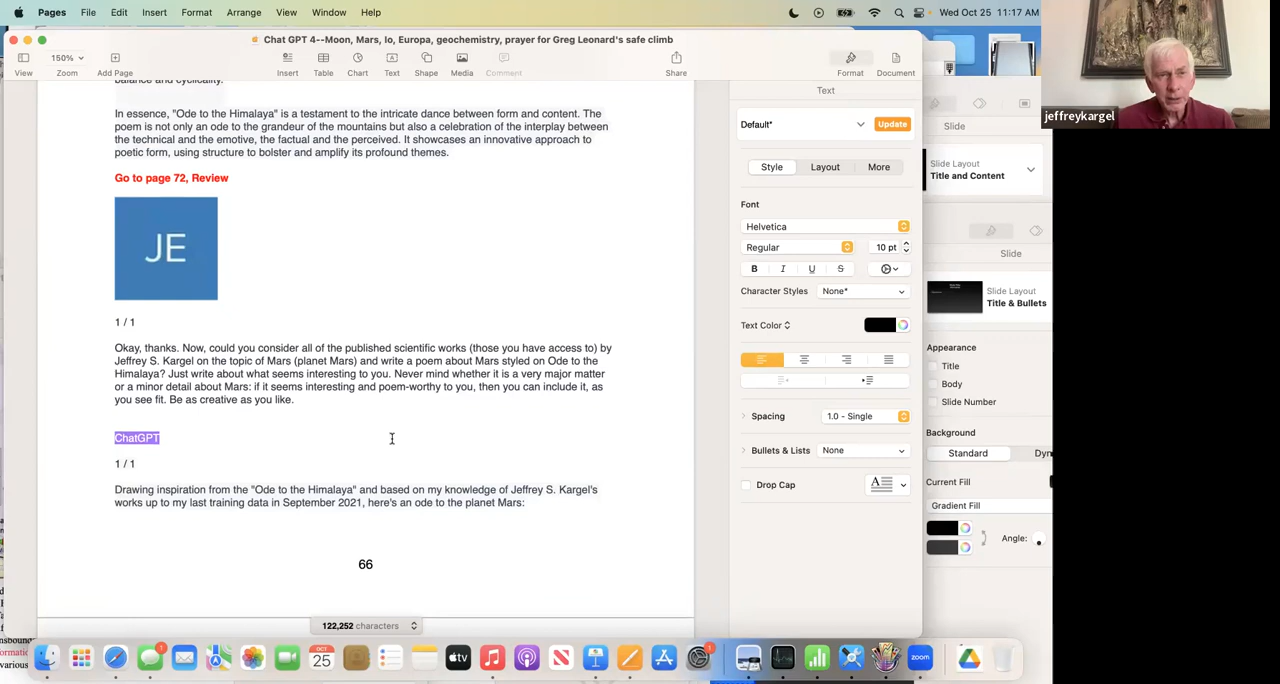 Pages File Edit Insert Format Arrange View Window Help
Wed Oct 25 11:17 AM
Chat GPT 4--Moon, Mars, Io, Europa, geochemistry, prayer for Greg Leonard's safe climb
150%
View Zoom Add Page
Insert Table Chart Text Shape Media Comment
Share
Format Document
balance and cyclicality.
In essence, "Ode to the Himalaya" is a testament to the intricate dance between form and content. The
poem is not only an ode to the grandeur of the mountains but also a celebration of the interplay between
the technical and the emotive, the factual and the perceived. It showcases an innovative approach to
poetic form, using structure to bolster and amplify its profound themes.
Go to page 72, Review
JE
1 / 1
Okay, thanks. Now, could you consider all of the published scientific works (those you have access to) by
Jeffrey S. Kargel on the topic of Mars (planet Mars) and write a poem about Mars styled on Ode to the
Himalaya? Just write about what seems interesting to you. Never mind whether it is a very major matter
or a minor detail about Mars: if it seems interesting and poem-worthy to you, then you can include it, as
you see fit. Be as creative as you like.
ChatGPT
1 / 1
Drawing inspiration from the "Ode to the Himalaya" and based on my knowledge of Jeffrey S. Kargel's
works up to my last training data in September 2021, here's an ode to the planet Mars:
66
122,252 characters
Text
Default*
Update
Style Layout More
Font
Helvetica
Regular 10 pt
B I U S
Character Styles None*
Text Color
Spacing 1.0 - Single
Bullets & Lists None
Drop Cap A
Slide
Slide Layout
Title and Content
Slide
Slide Layout
Title & Bullets
Appearance
Title
Body
Slide Number
Background
Standard Dyn
Current Fill
Gradient Fill
Angle:
jeffreykargel
OCT
25
tv
zoom